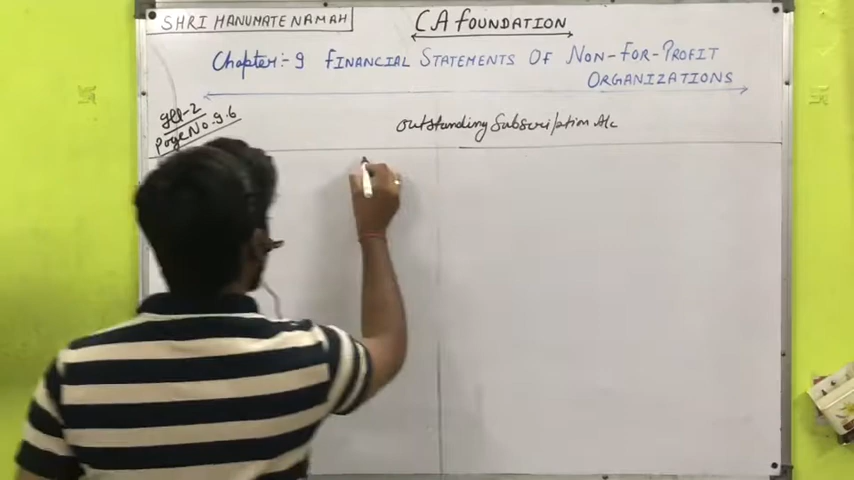 SHRI HANUMATE NAMAH
CA FOUNDATION
Chapter:- 9 FINANCIAL STATEMENTS OF NON-FOR-PROFIT
ORGANIZATIONS
ill-2
Page No. 9.6
Outstanding Subscription A/c